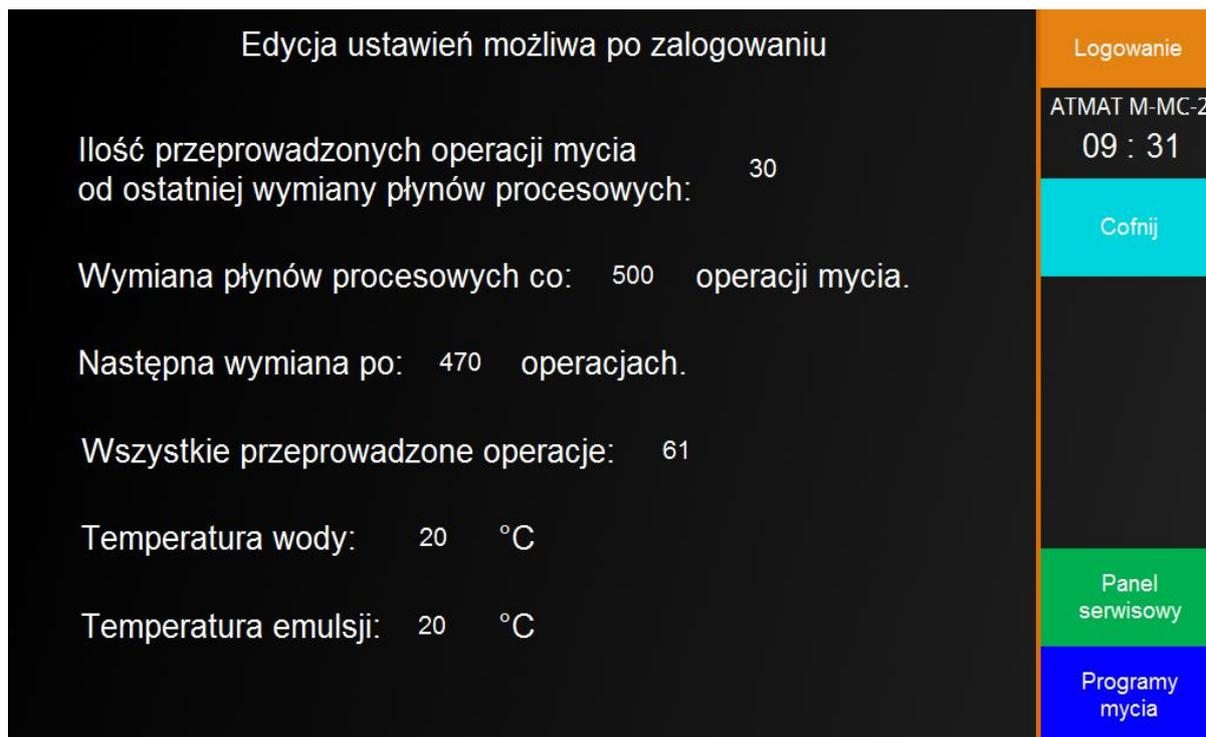 Edycja ustawień możliwa po zalogowaniu
Logowanie
ATMAT M-MC-2
09 : 31
Ilość przeprowadzonych operacji mycia
od ostatniej wymiany płynów procesowych: 30
Cofnij
Wymiana płynów procesowych co: 500 operacji mycia.
Następna wymiana po: 470 operacjach.
Wszystkie przeprowadzone operacje: 61
Temperatura wody: 20 °C
Temperatura emulsji: 20 °C
Panel
serwisowy
Programy
mycia